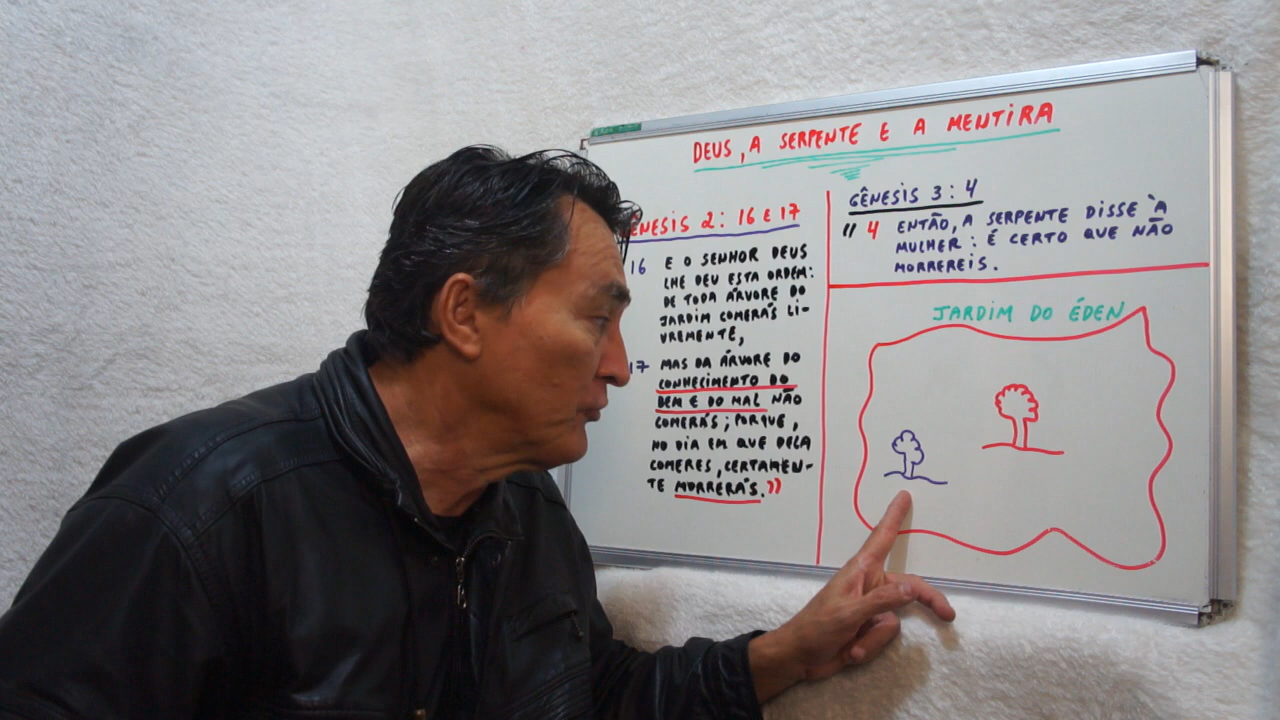 DEUS, A SERPENTE E A MENTIRA
ÊNESIS 2: 16 E 17
16 E O SENHOR DEUS
LHE DEU ESTA ORDEM:
DE TODA ÁRVORE DO
JARDIM COMERÁS LI-
VREMENTE,
17 MAS DA ÁRVORE DO
CONHECIMENTO DO
BEM E DO MAL NÃO
COMERÁS; PORQUE,
NO DIA EM QUE DELA
COMERES, CERTAMEN-
TE MORRERÁS.”
GÊNESIS 3: 4
“ 4 ENTÃO, A SERPENTE DISSE À
MULHER: É CERTO QUE NÃO
MORREREIS.
JARDIM DO ÉDEN